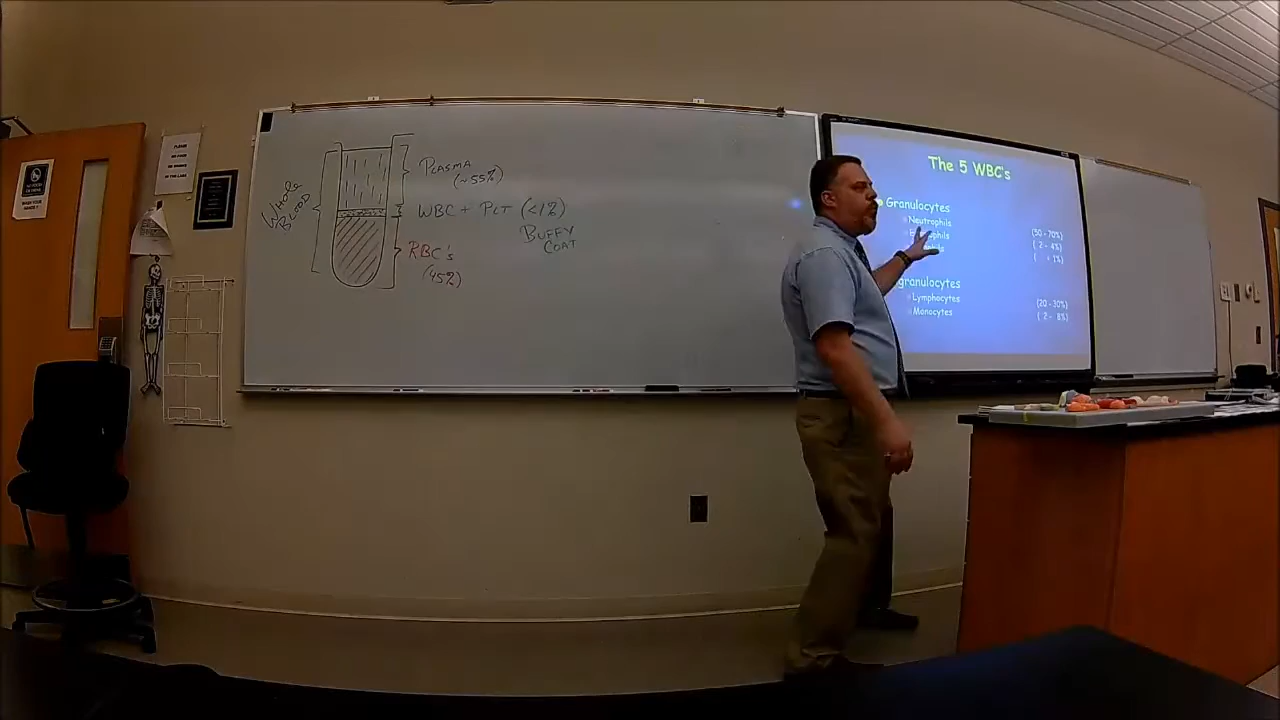 WHOLE
BLOOD
PLASMA
(~55%)
WBC + PLT (<1%)
BUFFY
COAT
RBC's
(45%)
The 5 WBC's
Granulocytes
Neutrophils
(50 - 70%)
( 2 - 4%)
granulocytes
Lymphocytes (20 - 30%)
Monocytes ( 2 - 8%)